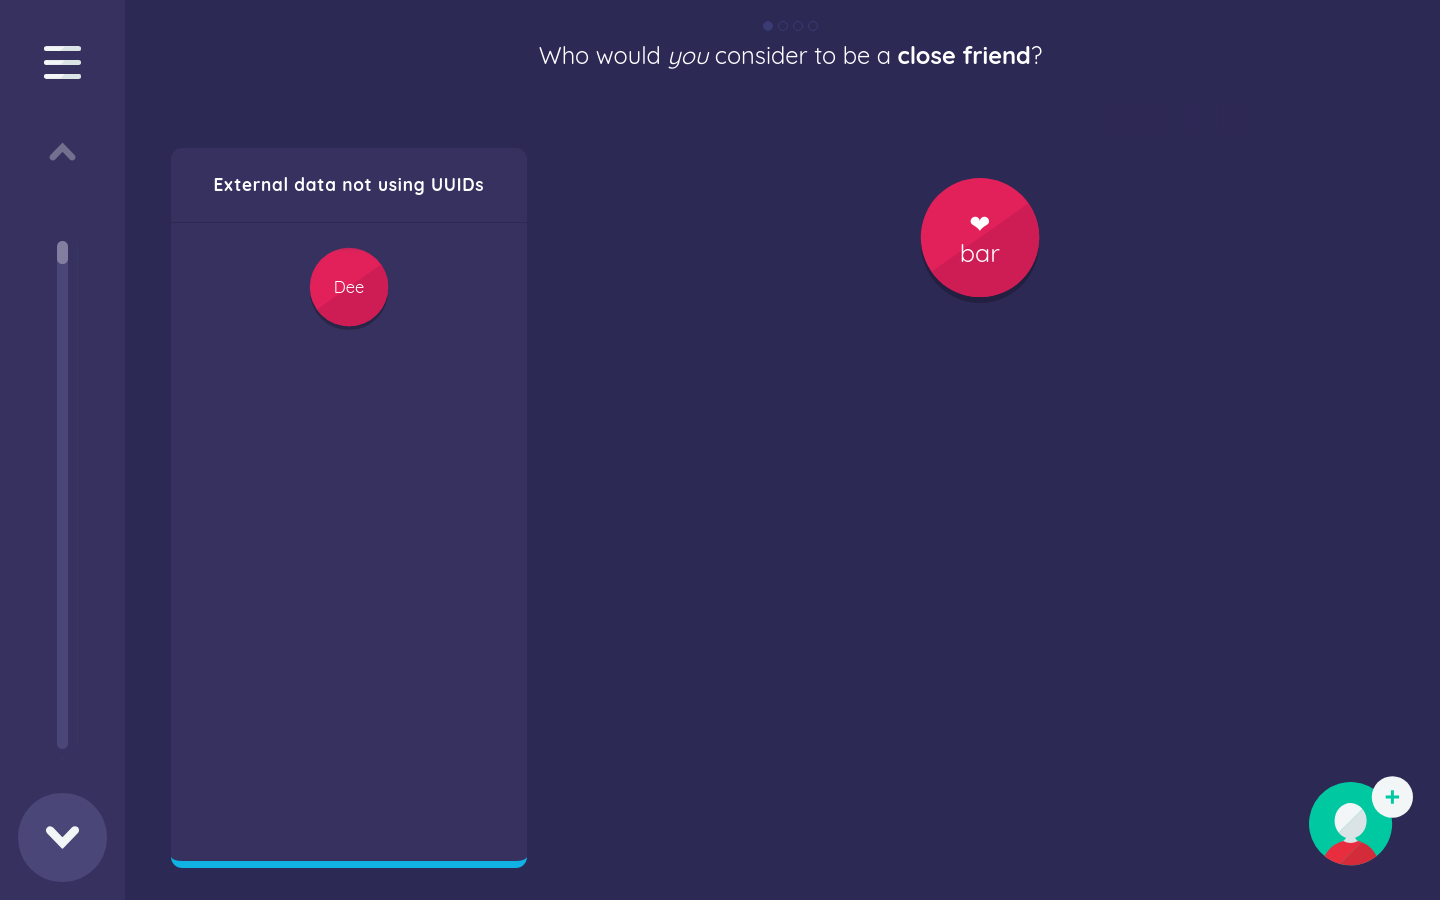 Who would you consider to be a close friend?
External data not using UUIDs
Dee
❤
bar